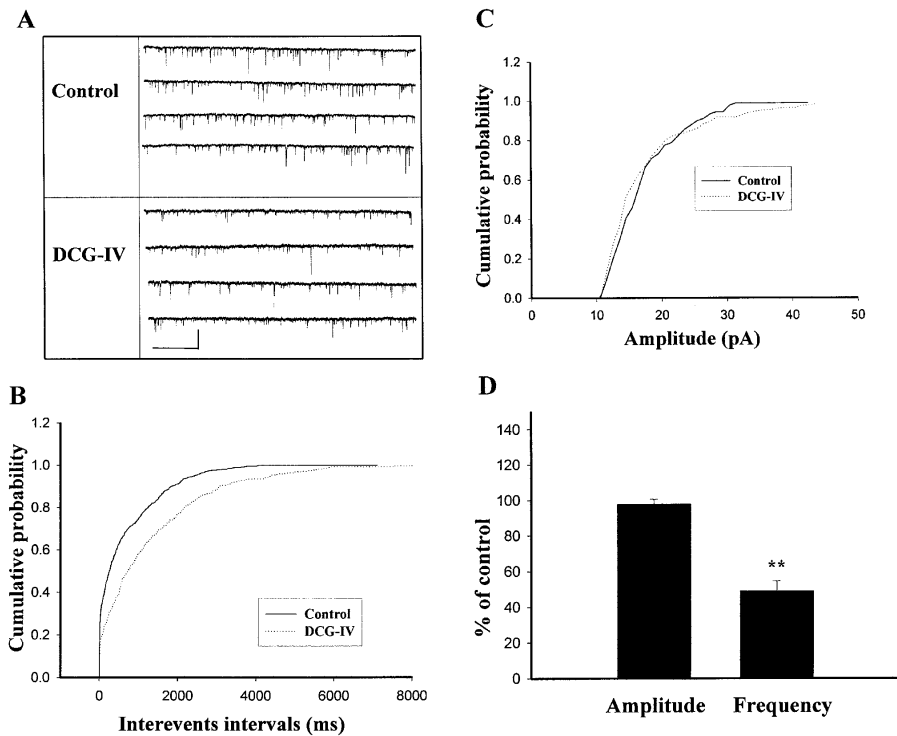 A
Control
DCG-IV
B
1.2
1.0
0.8
0.6
0.4
0.2
0.0
Cumulative probability
0
2000
4000
6000
8000
Interevents intervals (ms)
Control
DCG-IV
C
1.2
1.0
0.8
0.6
0.4
0.2
0.0
Cumulative probability
0
10
20
30
40
50
Amplitude (pA)
Control
DCG-IV
D
140
120
100
80
60
40
20
0
% of control
**
Amplitude
Frequency